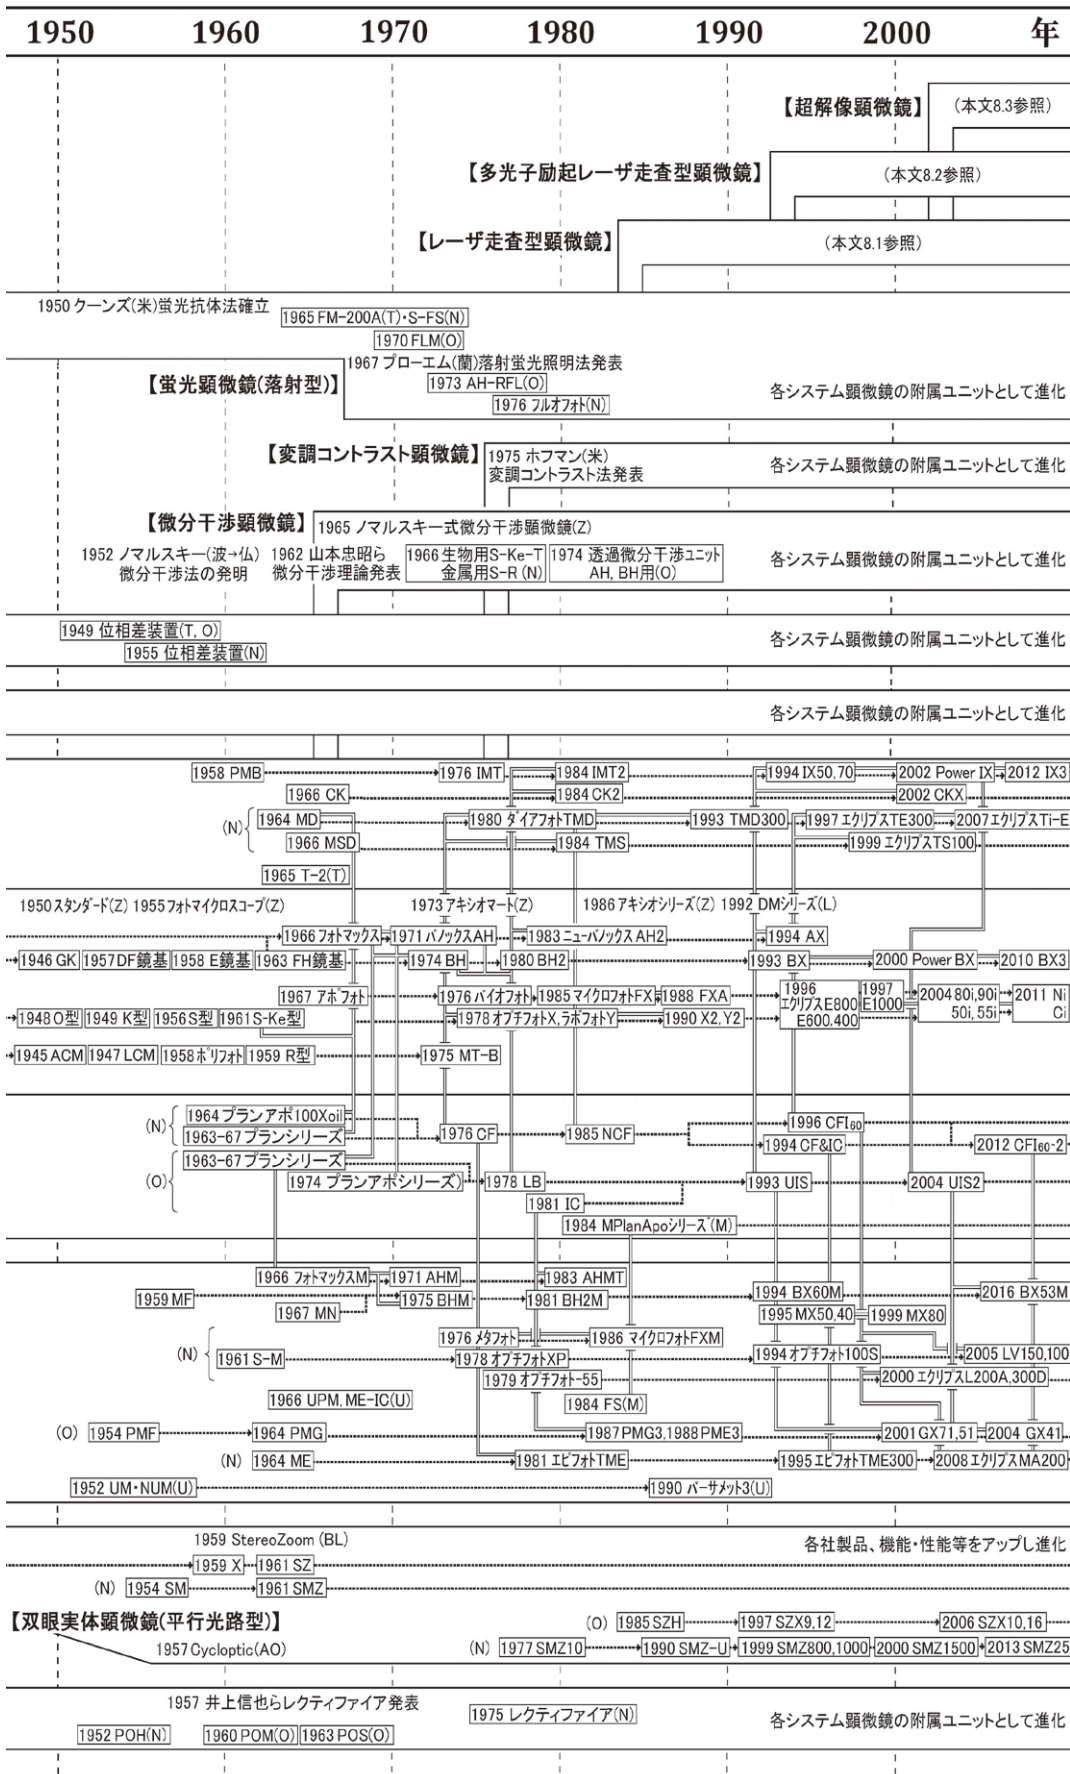 1950 1960 1970 1980 1990 2000 年
【超解像顕微鏡】 (本文8.3参照)
【多光子励起レーザ走査型顕微鏡】 (本文8.2参照)
【レーザ走査型顕微鏡】 (本文8.1参照)
1950 クーンズ(米)蛍光抗体法確立
1965 FM-200A(T)・S-FS(N)
1970 FLM(O)
1967 プローエム(蘭)落射蛍光照明法発表
【蛍光顕微鏡(落射型)】 1973 AH-RFL(O) 各システム顕微鏡の附属ユニットとして進化
1976 フルオフォト(N)
【変調コントラスト顕微鏡】 1975 ホフマン(米)
変調コントラスト法発表 各システム顕微鏡の附属ユニットとして進化
【微分干渉顕微鏡】 1965 ノマルスキー式微分干渉顕微鏡(Z)
1952 ノマルスキー(波→仏) 1962 山本忠昭ら 1966 生物用S-Ke-T 1974 透過微分干渉ユニット 各システム顕微鏡の附属ユニットとして進化
微分干渉法の発明 微分干渉理論発表 金属用S-R (N) AH, BH用(O)
1949 位相差装置(T, O) 各システム顕微鏡の附属ユニットとして進化
1955 位相差装置(N)
各システム顕微鏡の附属ユニットとして進化
1958 PMB 1976 IMT 1984 IMT2 1994 IX50,70 2002 Power IX 2012 IX3
1966 CK 1984 CK2 2002 CKX
(N) 1964 MD 1980 ダイアフォトTMD 1993 TMD300 1997 エクリプスTE300 2007 エクリプスTi-E
1966 MSD 1984 TMS 1999 エクリプスTS100
1965 T-2(T)
1950 スタンダード(Z) 1955 フォトマイクロスコープ(Z) 1973 アキシオマート(Z) 1986 アキシオシリーズ(Z) 1992 DMシリーズ(L)
1966 フォトマックス 1971 バノックスAH 1983 ニューバノックスAH2 1994 AX
1946 GK 1957 DF鏡基 1958 E鏡基 1963 FH鏡基 1974 BH 1980 BH2 1993 BX 2000 Power BX 2010 BX3
1967 アポフォト 1976 バイオフォト 1985 マイクロフォトFX 1988 FXA 1996 エクリプスE800 E600,400 1997 E1000 2004 80i,90i 50i, 55i 2011 Ni Ci
1948 O型 1949 K型 1956 S型 1961 S-Ke型 1978 オプチフォトX,ラボフォトY 1990 X2, Y2
1945 ACM 1947 LCM 1958 ポリフォト 1959 R型 1975 MT-B
(N) 1964 プランアポ100Xoil 1996 CFI60
1963-67 プランシリーズ 1976 CF 1985 NCF 1994 CF&IC 2012 CFI60-2
(O) 1963-67 プランシリーズ
1974 プランアポシリーズ) 1978 LB 1993 UIS 2004 UIS2
1981 IC
1984 MPlanApoシリーズ(M)
1966 フォトマックスM 1971 AHM 1983 AHMT
1959 MF 1975 BHM 1981 BH2M 1994 BX60M 2016 BX53M
1967 MN 1995 MX50,40 1999 MX80
(N) 1976 メタフォト 1986 マイクロフォトFXM
1961 S-M 1978 オプチフォトXP 1994 オプチフォト100S 2005 LV150,100
1979 オプチフォト-55 2000 エクリプスL200A,300D
1966 UPM, ME-IC(U) 1984 FS(M)
(O) 1954 PMF 1964 PMG 1987 PMG3,1988 PME3 2001 GX71,51 2004 GX41
(N) 1964 ME 1981 エピフォトTME 1995 エピフォトTME300 2008 エクリプスMA200
1952 UM・NUM(U) 1990 バーサメット3(U)
1959 StereoZoom (BL) 各社製品、機能・性能等をアップし進化
1959 X 1961 SZ
(N) 1954 SM 1961 SMZ
【双眼実体顕微鏡(平行光路型)】 (O) 1985 SZH 1997 SZX9,12 2006 SZX10,16
1957 Cycloptic(AO) (N) 1977 SMZ10 1990 SMZ-U 1999 SMZ800,1000 2000 SMZ1500 2013 SMZ25
1957 井上信也らレクティファイア発表
1975 レクティファイア(N) 各システム顕微鏡の附属ユニットとして進化
1952 POH(N) 1960 POM(O) 1963 POS(O)